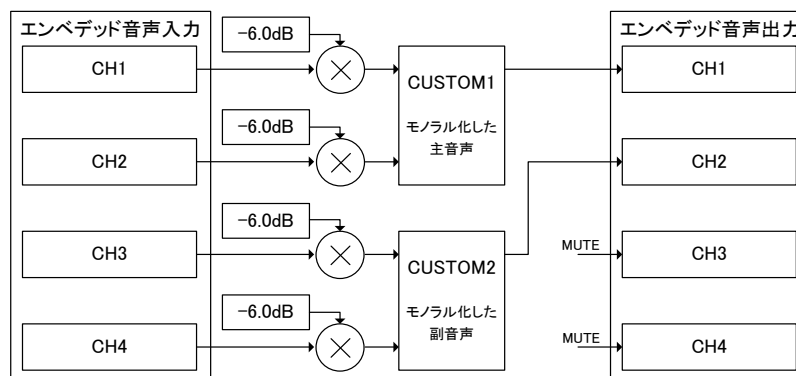 エンベデッド音声入力
エンベデッド音声出力
-6.0dB
CH1
CUSTOM1
モノラル化した
主音声
CH1
-6.0dB
CH2
CH2
-6.0dB
CH3
CUSTOM2
モノラル化した
副音声
MUTE
CH3
-6.0dB
CH4
MUTE
CH4